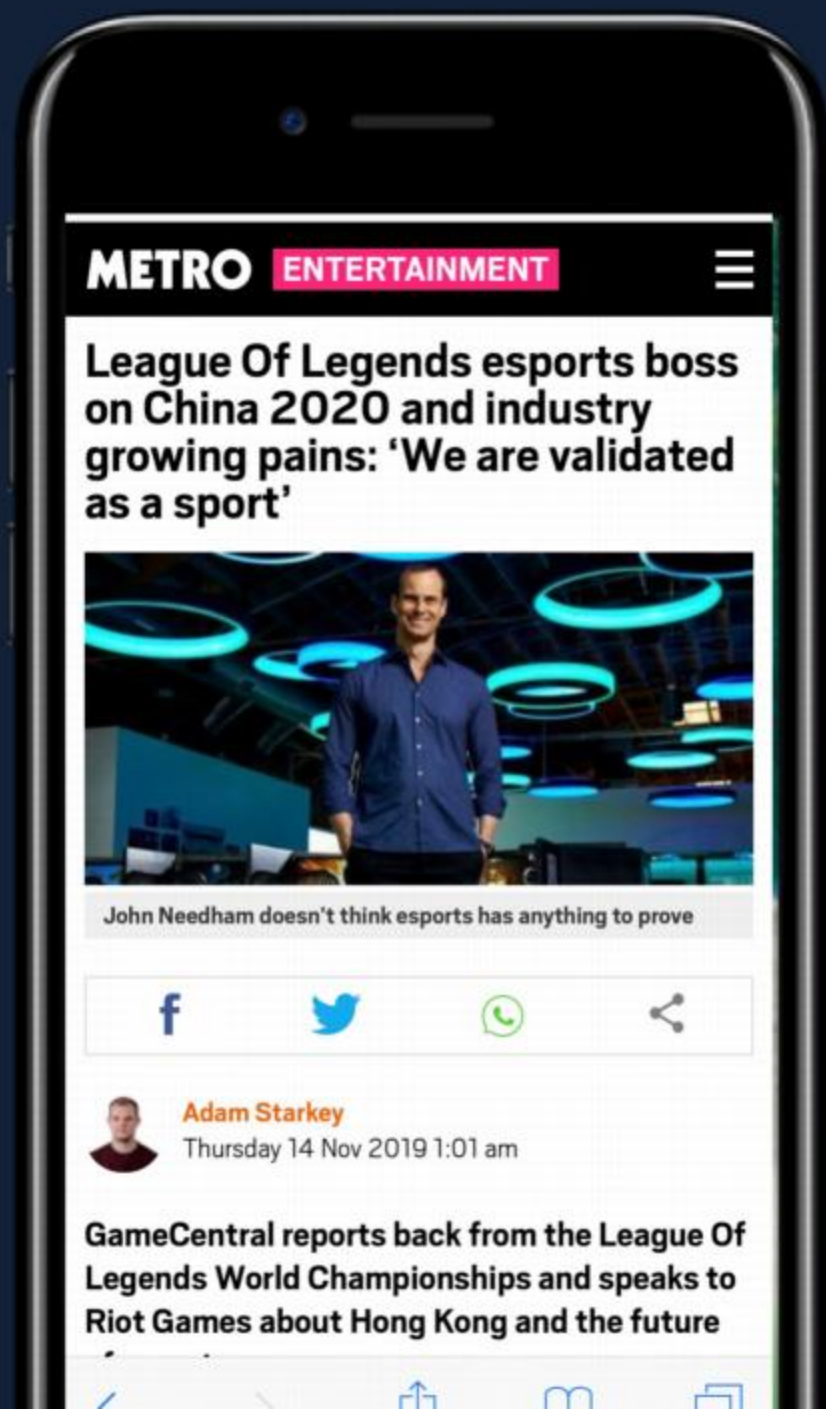 METRO ENTERTAINMENT
League Of Legends esports boss
on China 2020 and industry
growing pains: ‘We are validated
as a sport’
John Needham doesn't think esports has anything to prove
Adam Starkey
Thursday 14 Nov 2019 1:01 am
GameCentral reports back from the League Of
Legends World Championships and speaks to
Riot Games about Hong Kong and the future